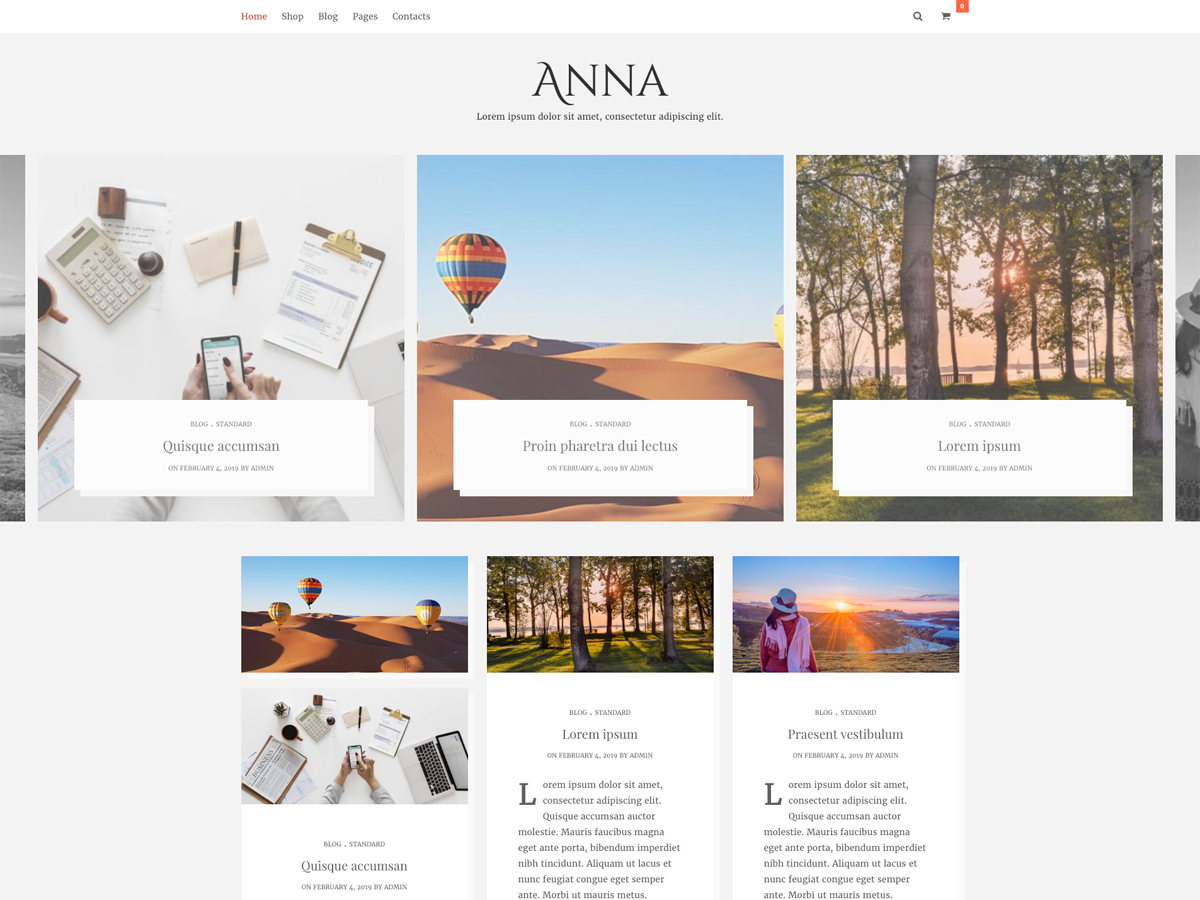 Home Shop Blog Pages Contacts
0
Anna
Lorem ipsum dolor sit amet, consectetur adipiscing elit.
INVOICE
BLOG . STANDARD
Quisque accumsan
ON FEBRUARY 4, 2019 BY ADMIN
BLOG . STANDARD
Proin pharetra dui lectus
ON FEBRUARY 4, 2019 BY ADMIN
BLOG . STANDARD
Lorem ipsum
ON FEBRUARY 4, 2019 BY ADMIN
BUSINESS
BLOG . STANDARD
Quisque accumsan
ON FEBRUARY 4, 2019 BY ADMIN
BLOG . STANDARD
Lorem ipsum
ON FEBRUARY 4, 2019 BY ADMIN
Lorem ipsum dolor sit amet,
consectetur adipiscing elit.
Quisque accumsan auctor
molestie. Mauris faucibus magna
eget ante porta, bibendum imperdiet
nibh tincidunt. Aliquam ut lacus et
nunc feugiat congue eget semper
ante. Morbi ut mauris metus.
BLOG . STANDARD
Praesent vestibulum
ON FEBRUARY 4, 2019 BY ADMIN
Lorem ipsum dolor sit amet,
consectetur adipiscing elit.
Quisque accumsan auctor
molestie. Mauris faucibus magna
eget ante porta, bibendum imperdiet
nibh tincidunt. Aliquam ut lacus et
nunc feugiat congue eget semper
ante. Morbi ut mauris metus.